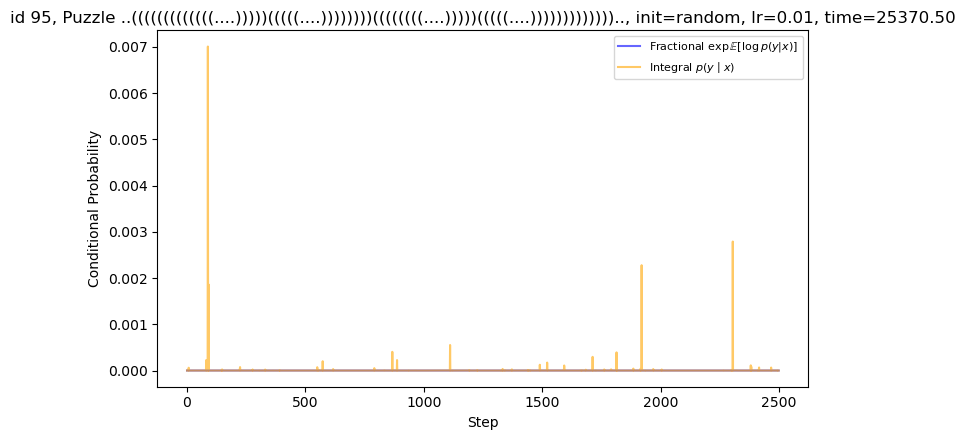 id 95, Puzzle ..(((((((((((((....)))))(((((....))))))))((((((((....)))))(((((....))))))))))))).., init=random, lr=0.01, time=25370.50
Fractional exp𝔼[log p(y|x)]
Integral p(y | x)
0.007
0.006
0.005
0.004
0.003
0.002
0.001
0.000
Conditional Probability
0
500
1000
1500
2000
2500
Step